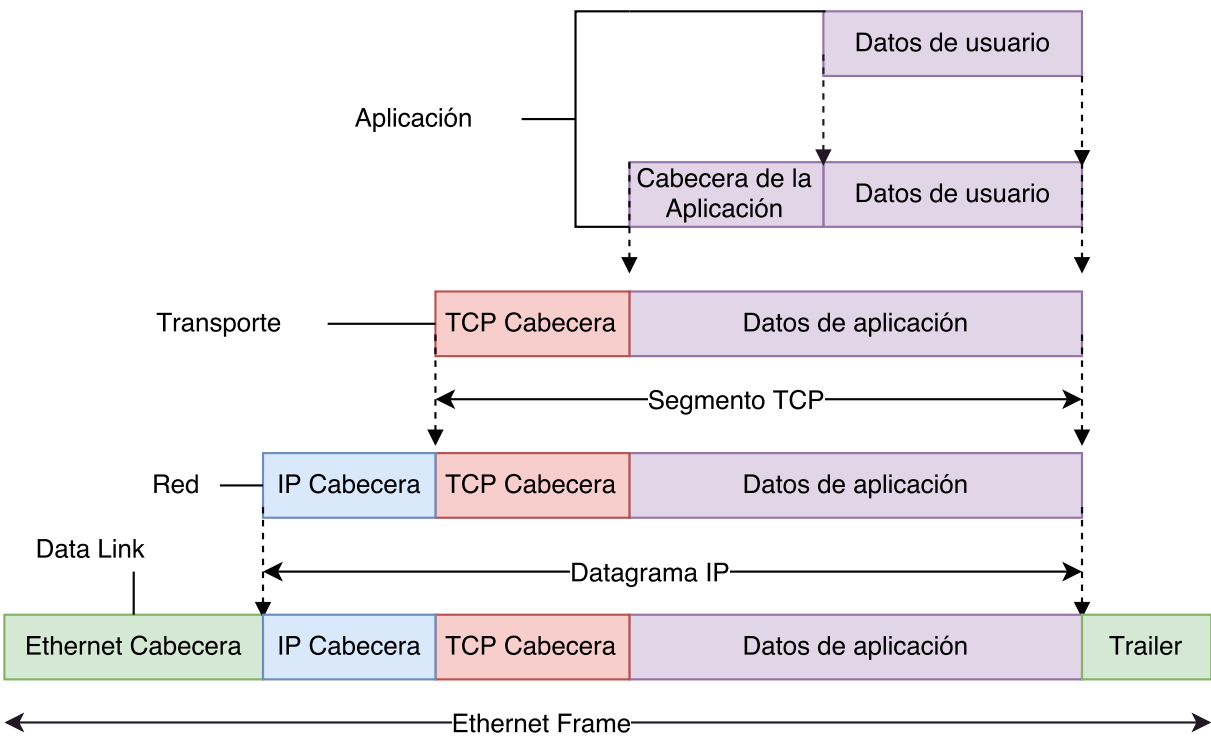 Datos de usuario
Aplicación
Cabecera de la
Aplicación
Datos de usuario
Transporte
TCP Cabecera
Datos de aplicación
Segmento TCP
Red
IP Cabecera
TCP Cabecera
Datos de aplicación
Data Link
Datagrama IP
Ethernet Cabecera
IP Cabecera
TCP Cabecera
Datos de aplicación
Trailer
Ethernet Frame